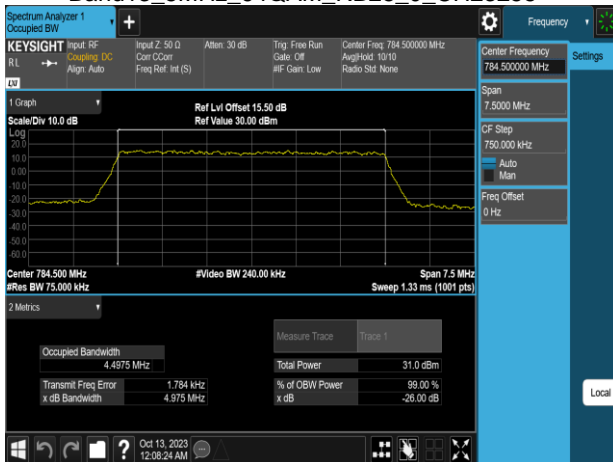 Spectrum Analyzer 1
Occupied BW
+
Frequency
KEYSIGHT
RL
Input: RF
Coupling: DC
Align: Auto
Input Z: 50 Ω
Corr CCorr
Freq Ref: Int (S)
Atten: 30 dB
Trig: Free Run
Gate: Off
#IF Gain: Low
Center Freq: 784.500000 MHz
Avg|Hold: 10/10
Radio Std: None
LXI
1 Graph
Scale/Div 10.0 dB
Ref Lvl Offset 15.50 dB
Ref Value 30.00 dBm
Log
20.0
10.0
0.00
-10.0
-20.0
-30.0
-40.0
-50.0
-60.0
Center 784.500 MHz
#Res BW 75.000 kHz
#Video BW 240.00 kHz
Span 7.5 MHz
Sweep 1.33 ms (1001 pts)
2 Metrics
Measure Trace
Trace 1
Occupied Bandwidth
4.4975 MHz
Total Power
31.0 dBm
Transmit Freq Error
1.784 kHz
% of OBW Power
99.00 %
x dB Bandwidth
4.975 MHz
x dB
-26.00 dB
?
Oct 13, 2023
12:08:24 AM
Center Frequency
784.500000 MHz
Settings
Span
7.5000 MHz
CF Step
750.000 kHz
Auto
Man
Freq Offset
0 Hz
Local